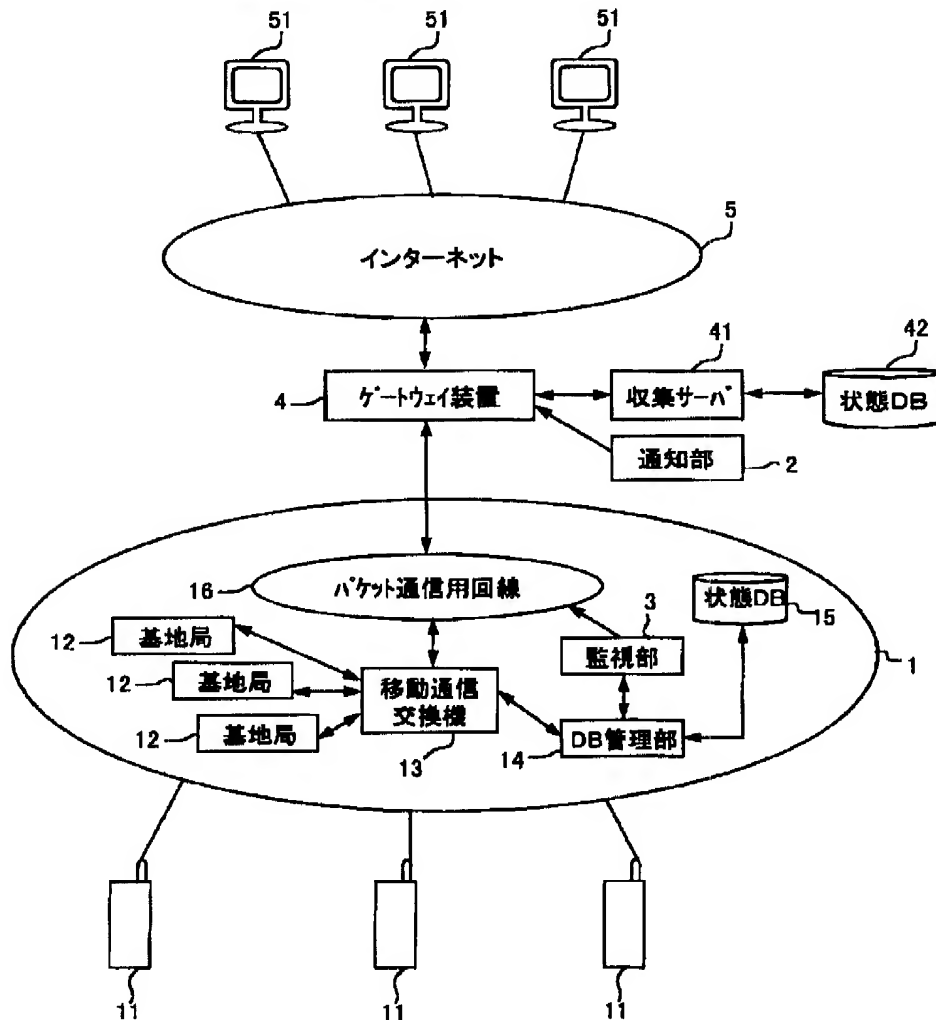 51
51
51
インターネット
5
41
42
4
ゲートウェイ装置
収集サーバ
状態DB
通知部
2
16
パケット通信用回線
状態DB
15
3
12
基地局
監視部
1
12
基地局
移動通信
交換機
12
基地局
13
14
DB管理部
11
11
11